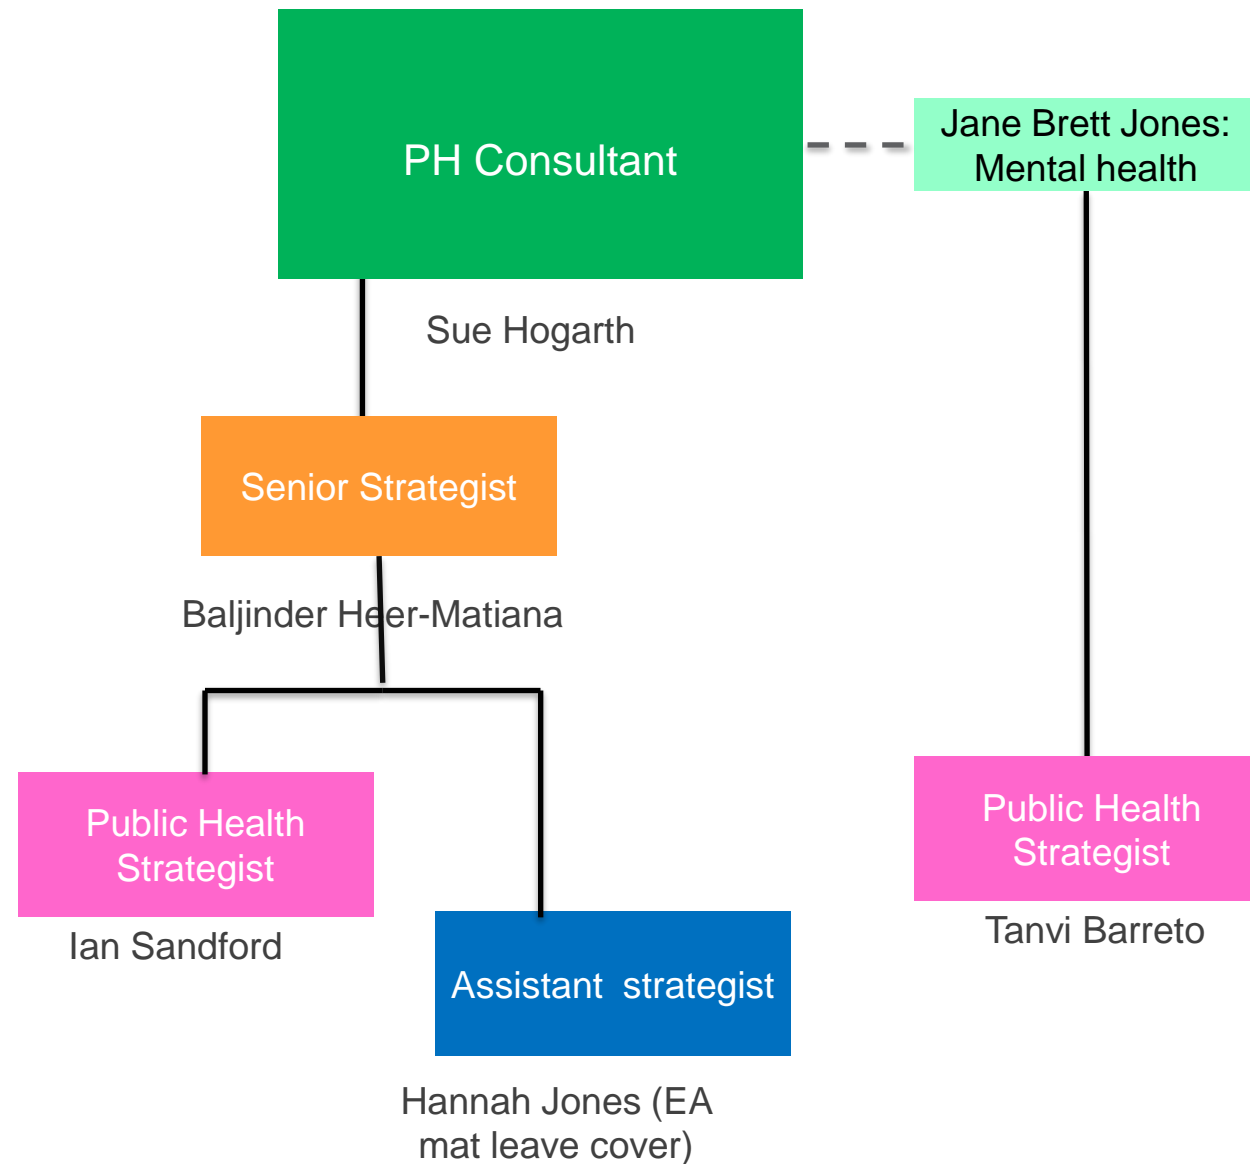 PH Consultant
Jane Brett Jones:
Mental health
Sue Hogarth
Senior Strategist
Baljinder Heer-Matiana
Public Health
Strategist
Ian Sandford
Public Health
Strategist
Tanvi Barreto
Assistant  strategist
Hannah Jones (EA
mat leave cover)